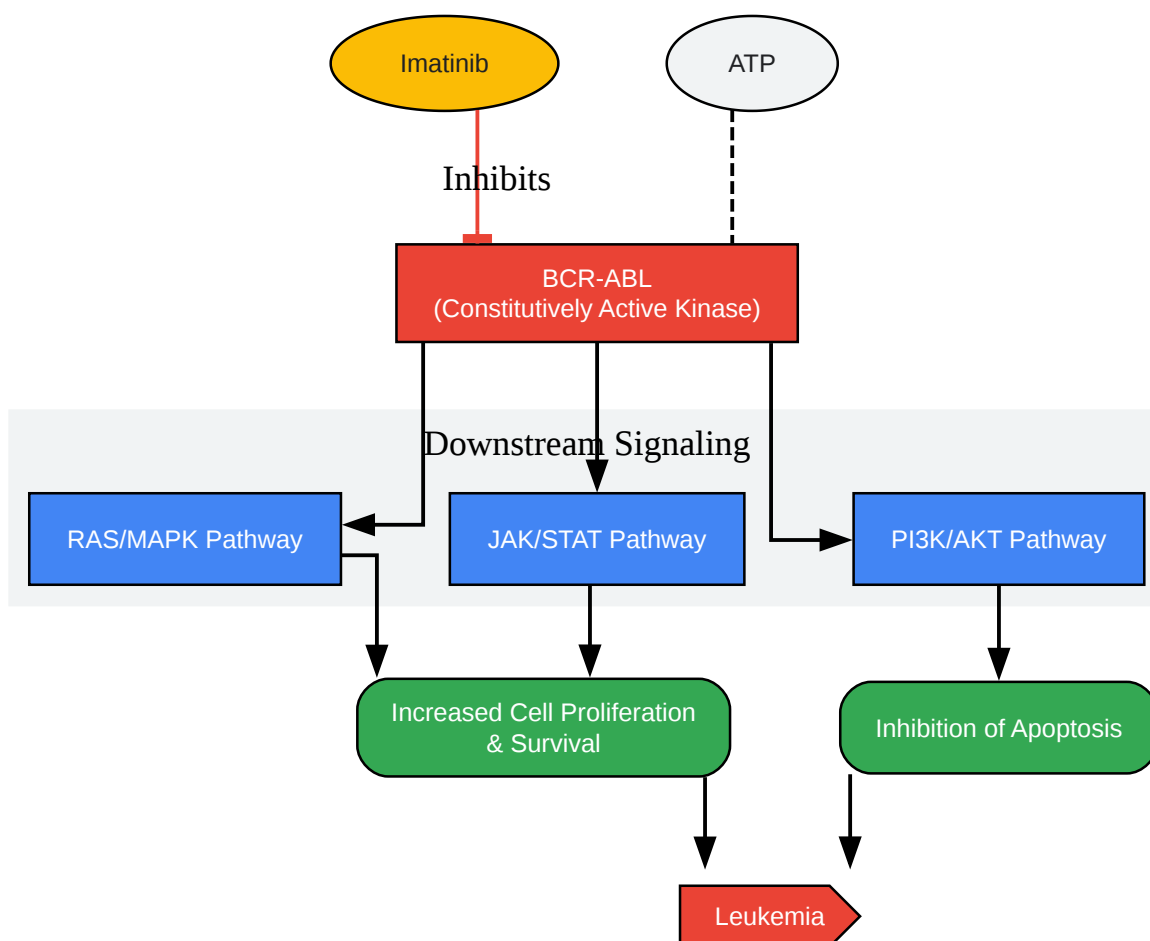 Imatinib
ATP
Inhibits
BCR-ABL
(Constitutively Active Kinase)
Downstream Signaling
RAS/MAPK Pathway
JAK/STAT Pathway
PI3K/AKT Pathway
Increased Cell Proliferation
& Survival
Inhibition of Apoptosis
Leukemia